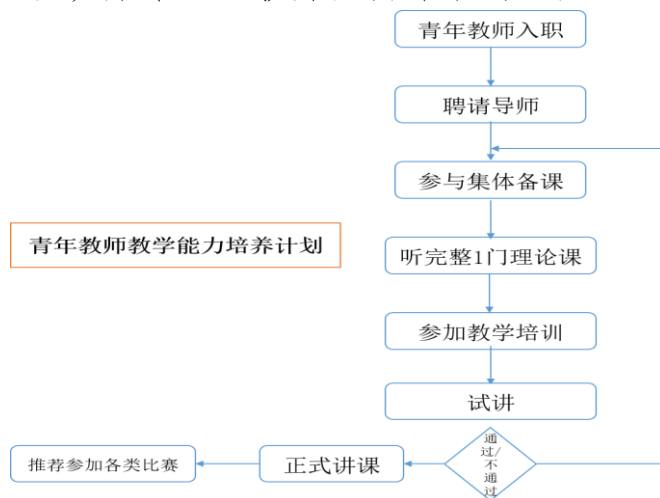 青年教师入职
聘请导师
参与集体备课
青年教师教学能力培养计划
听完整1门理论课
参加教学培训
试讲
通
过/
不
通
过
正式讲课
推荐参加各类比赛